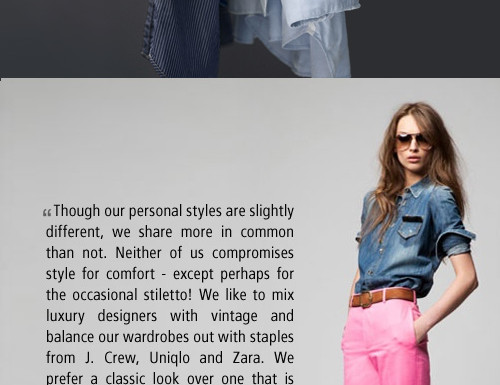 “Though our personal styles are slightly
different, we share more in common
than not. Neither of us compromises
style for comfort - except perhaps for
the occasional stiletto! We like to mix
luxury designers with vintage and
balance our wardrobes out with staples
from J. Crew, Uniqlo and Zara. We
prefer a classic look over one that is